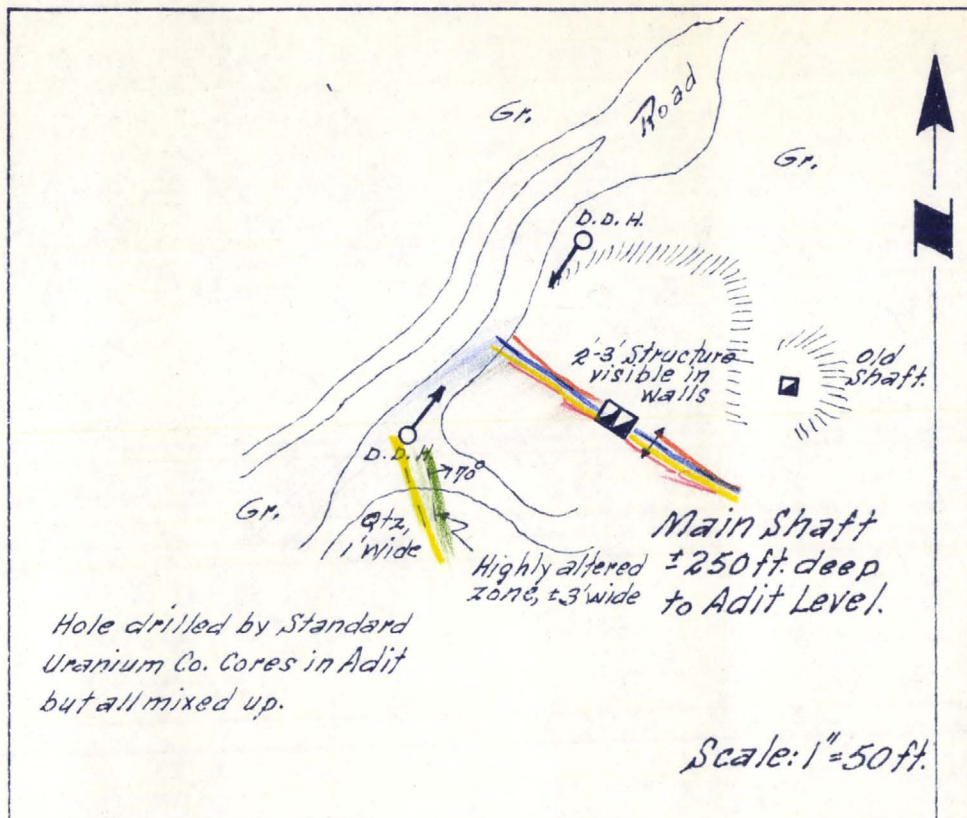 Gr.
Road
Gr.
D.D.H.
2'-3' Structure
visible in
walls
Old
Shaft.
D.D.H.
70°
Gr.
Qtz,
1' Wide
Highly altered
zone, ±3' wide
Main Shaft
±250 ft. deep
to Adit Level.
Hole drilled by Standard
Uranium Co. Cores in Adit
but all mixed up.
Scale: 1"=50 ft.
N